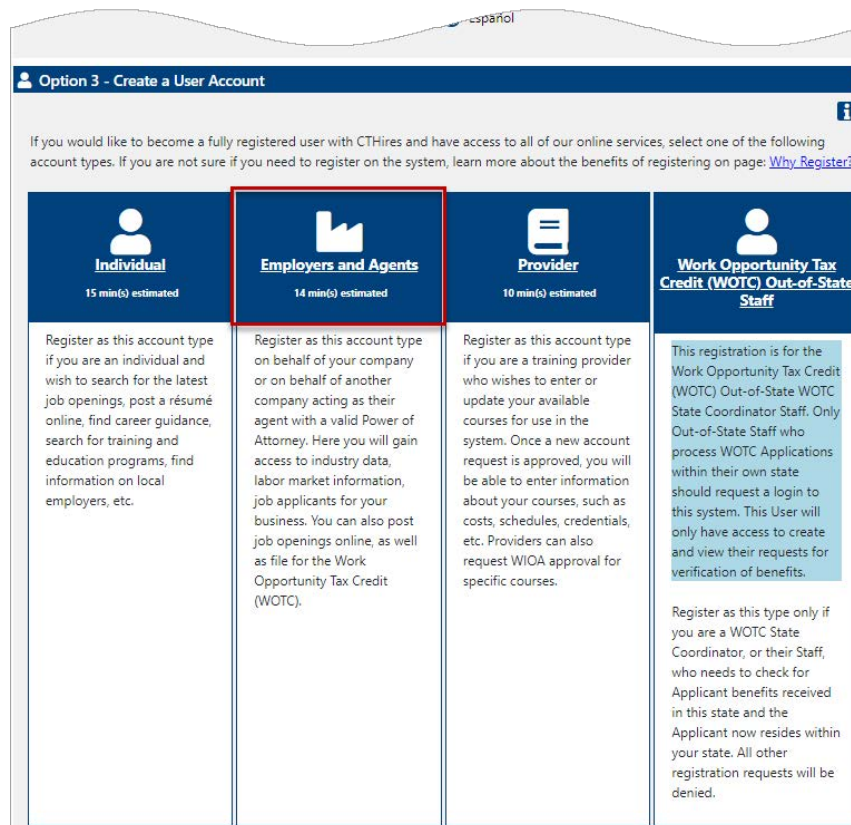 Español
Option 3 - Create a User Account
If you would like to become a fully registered user with CTHires and have access to all of our online services, select one of the following
account types. If you are not sure if you need to register on the system, learn more about the benefits of registering on page: Why Register?
Individual
15 min(s) estimated
Register as this account type
if you are an individual and
wish to search for the latest
job openings, post a résumé
online, find career guidance,
search for training and
education programs, find
information on local
employers, etc.
Employers and Agents
14 min(s) estimated
Register as this account type
on behalf of your company
or on behalf of another
company acting as their
agent with a valid Power of
Attorney. Here you will gain
access to industry data,
labor market information,
job applicants for your
business. You can also post
job openings online, as well
as file for the Work
Opportunity Tax Credit
(WOTC).
Provider
10 min(s) estimated
Register as this account type
if you are a training provider
who wishes to enter or
update your available
courses for use in the
system. Once a new account
request is approved, you will
be able to enter information
about your courses, such as
costs, schedules, credentials,
etc. Providers can also
request WIOA approval for
specific courses.
Work Opportunity Tax
Credit (WOTC) Out-of-State
Staff
This registration is for the
Work Opportunity Tax Credit
(WOTC) Out-of-State WOTC
State Coordinator Staff. Only
Out-of-State Staff who
process WOTC Applications
within their own state
should request a login to
this system. This User will
only have access to create
and view their requests for
verification of benefits.
Register as this type only if
you are a WOTC State
Coordinator, or their Staff,
who needs to check for
Applicant benefits received
in this state and the
Applicant now resides within
your state. All other
registration requests will be
denied.